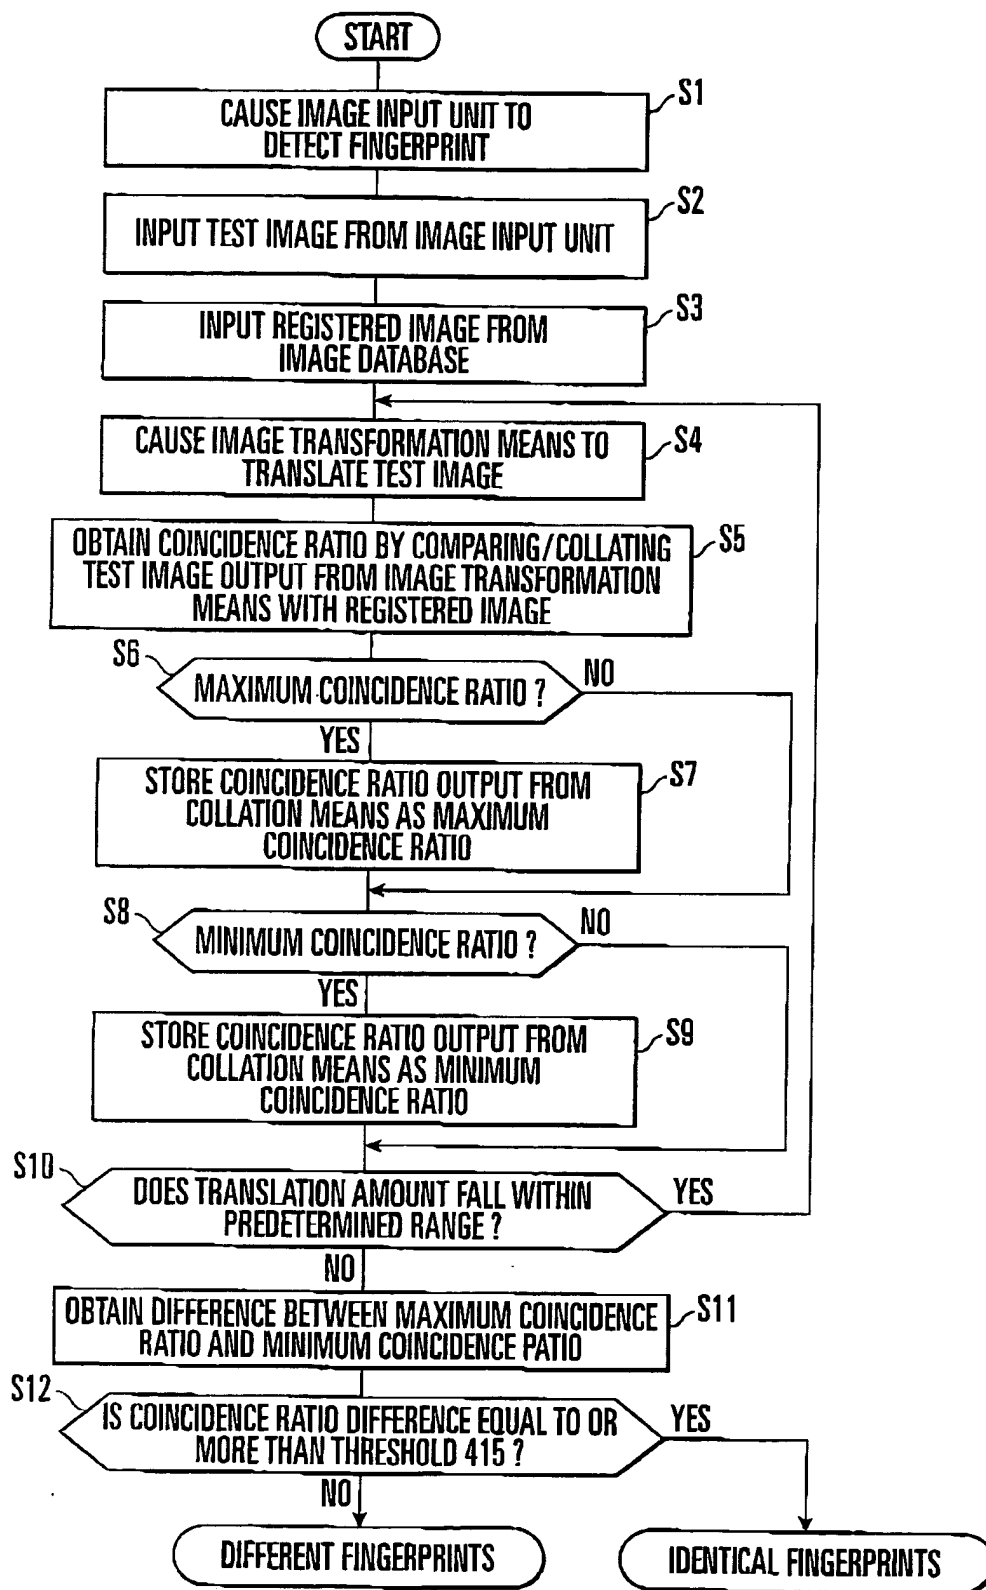 START
S1
CAUSE IMAGE INPUT UNIT TO
DETECT FINGERPRINT
S2
INPUT TEST IMAGE FROM IMAGE INPUT UNIT
S3
INPUT REGISTERED IMAGE FROM
IMAGE DATABASE
S4
CAUSE IMAGE TRANSFORMATION MEANS TO
TRANSLATE TEST IMAGE
S5
OBTAIN COINCIDENCE RATIO BY COMPARING/COLLATING
TEST IMAGE OUTPUT FROM IMAGE TRANSFORMATION
MEANS WITH REGISTERED IMAGE
S6
MAXIMUM COINCIDENCE RATIO ?
NO
YES
S7
STORE COINCIDENCE RATIO OUTPUT FROM
COLLATION MEANS AS MAXIMUM
COINCIDENCE RATIO
S8
MINIMUM COINCIDENCE RATIO ?
NO
YES
S9
STORE COINCIDENCE RATIO OUTPUT FROM
COLLATION MEANS AS MINIMUM
COINCIDENCE RATIO
S10
DOES TRANSLATION AMOUNT FALL WITHIN
PREDETERMINED RANGE ?
YES
NO
S11
OBTAIN DIFFERENCE BETWEEN MAXIMUM COINCIDENCE
RATIO AND MINIMUM COINCIDENCE PATIO
S12
IS COINCIDENCE RATIO DIFFERENCE EQUAL TO OR
MORE THAN THRESHOLD 415 ?
YES
NO
DIFFERENT FINGERPRINTS
IDENTICAL FINGERPRINTS